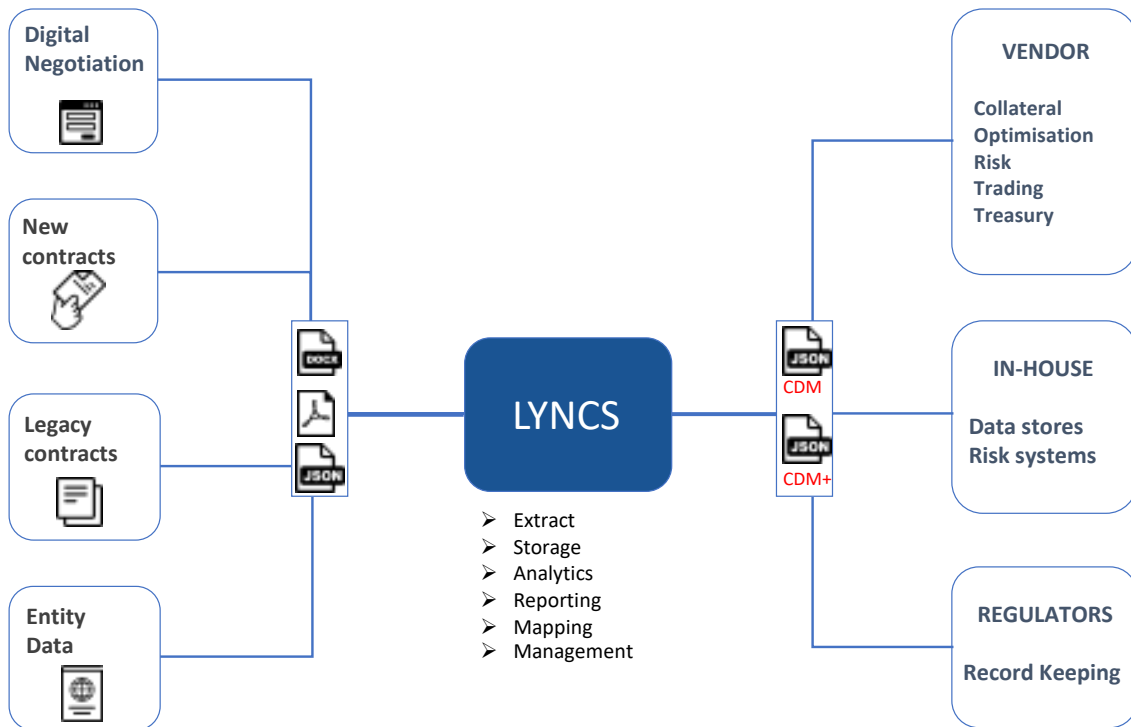 Digital
Negotiation
New
contracts
Legacy
contracts
Entity
Data
DOCX
JSON
LYNCS
➢ Extract
➢ Storage
➢ Analytics
➢ Reporting
➢ Mapping
➢ Management
JSON
CDM
JSON
CDM+
VENDOR
Collateral
Optimisation
Risk
Trading
Treasury
IN-HOUSE
Data stores
Risk systems
REGULATORS
Record Keeping